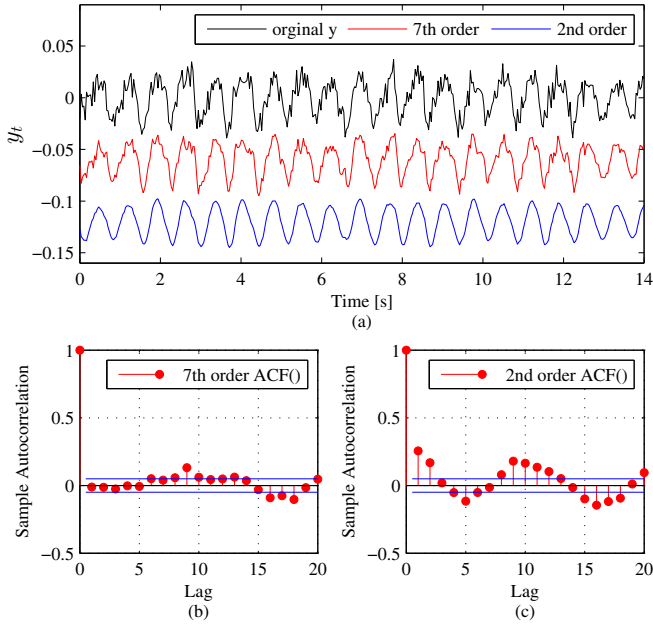 orginal y 7th order 2nd order
0.05
0
−0.05
−0.1
−0.15
y_t
0 2 4 6 8 10 12 14
Time [s]
(a)
7th order ACF()
1
0.5
0
−0.5
Sample Autocorrelation
0 5 10 15 20
Lag
(b)
2nd order ACF()
1
0.5
0
−0.5
Sample Autocorrelation
0 5 10 15 20
Lag
(c)